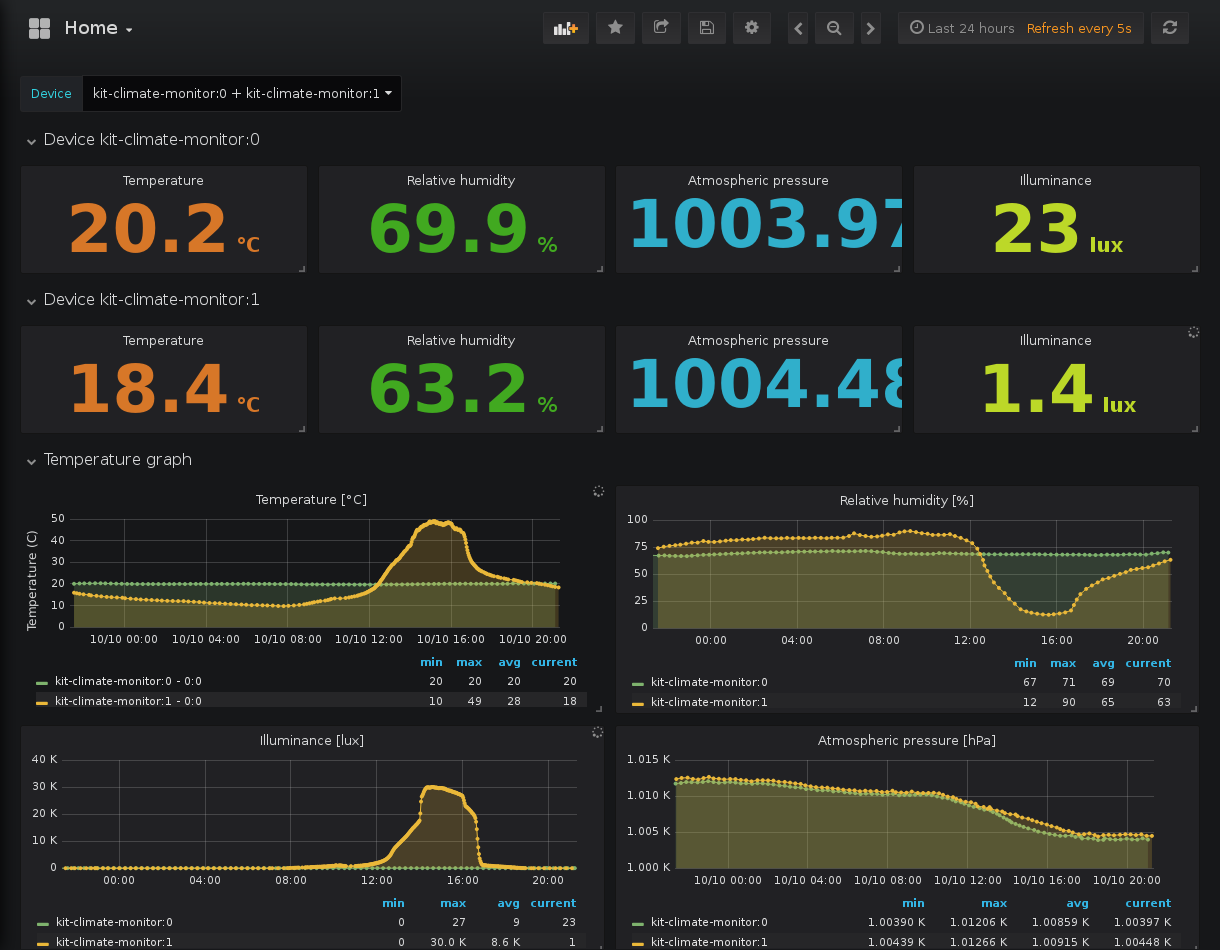 Home
Last 24 hours Refresh every 5s
Device kit-climate-monitor:0 + kit-climate-monitor:1
Device kit-climate-monitor:0
Temperature Relative humidity Atmospheric pressure Illuminance
20.2 °C 69.9 % 1003.97 23 lux
Device kit-climate-monitor:1
Temperature Relative humidity Atmospheric pressure Illuminance
18.4 °C 63.2 % 1004.48 1.4 lux
Temperature graph
Temperature [°C]
Temperature (C)
50
40
30
20
10
0
10/10 00:00 10/10 04:00 10/10 08:00 10/10 12:00 10/10 16:00 10/10 20:00
min max avg current
kit-climate-monitor:0 - 0:0 20 20 20 20
kit-climate-monitor:1 - 0:0 10 49 28 18
Relative humidity [%]
100
75
50
25
0
00:00 04:00 08:00 12:00 16:00 20:00
min max avg current
kit-climate-monitor:0 67 71 69 70
kit-climate-monitor:1 12 90 65 63
Illuminance [lux]
40 K
30 K
20 K
10 K
0
00:00 04:00 08:00 12:00 16:00 20:00
min max avg current
kit-climate-monitor:0 0 27 9 23
kit-climate-monitor:1 0 30.0 K 8.6 K 1
Atmospheric pressure [hPa]
1.015 K
1.010 K
1.005 K
1.000 K
10/10 00:00 10/10 04:00 10/10 08:00 10/10 12:00 10/10 16:00 10/10 20:00
min max avg current
kit-climate-monitor:0 1.00390 K 1.01206 K 1.00859 K 1.00397 K
kit-climate-monitor:1 1.00439 K 1.01266 K 1.00915 K 1.00448 K